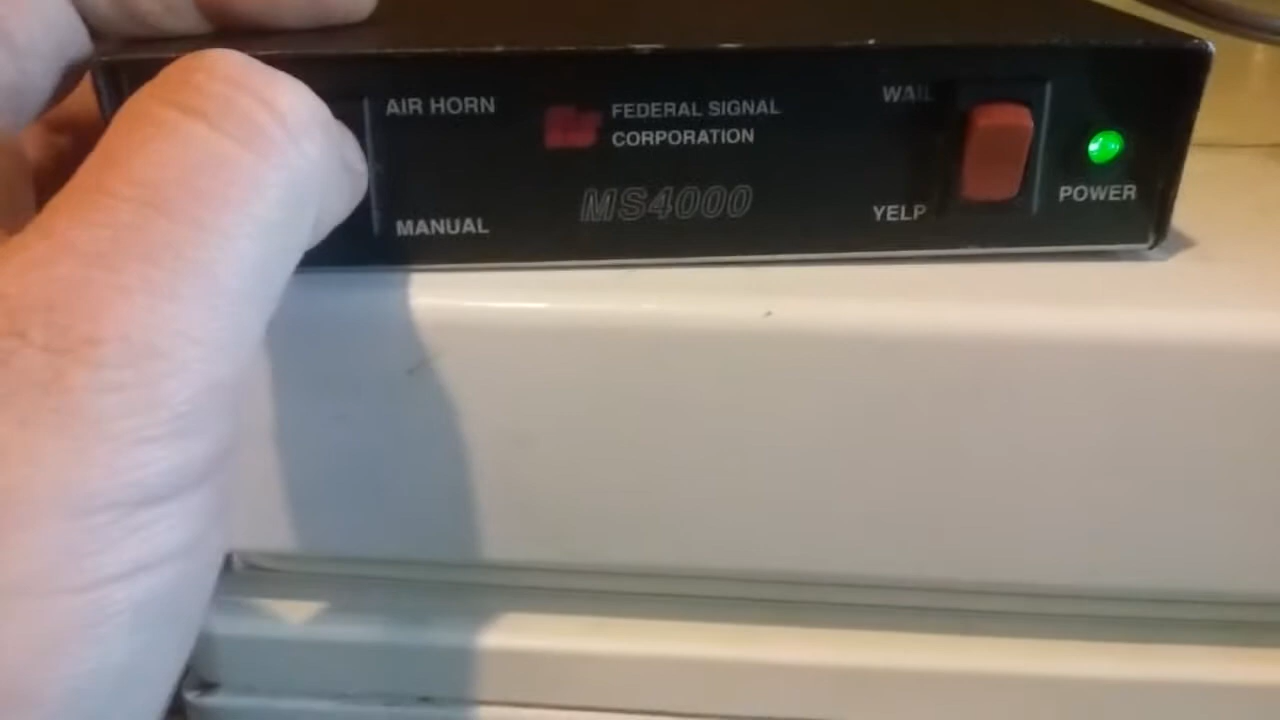 AIR HORN
MANUAL
FEDERAL SIGNAL
CORPORATION
MS4000
WAIL
YELP
POWER